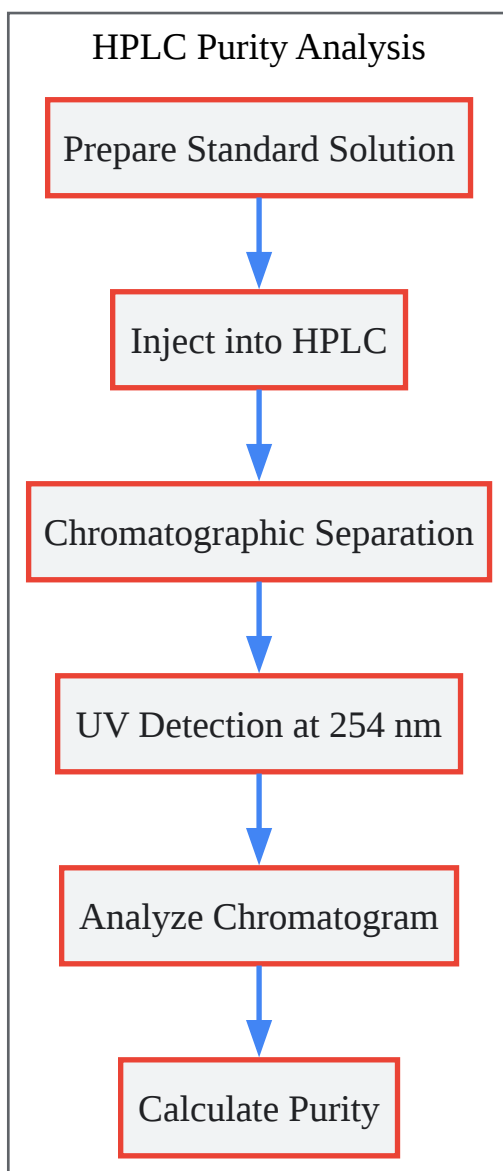 HPLC Purity Analysis
Prepare Standard Solution
Inject into HPLC
Chromatographic Separation
UV Detection at 254 nm
Analyze Chromatogram
Calculate Purity